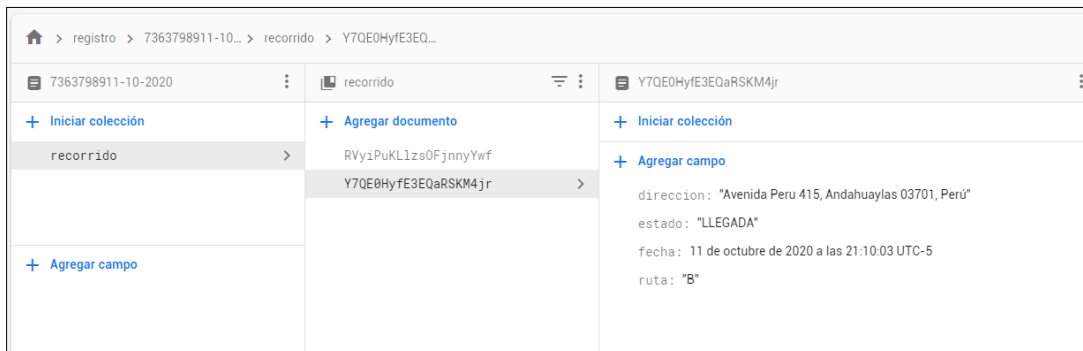 registro > 7363798911-10... > recorrido > Y7QE0HyfE3EQ...
7363798911-10-2020
Iniciar colección
recorrido
Agregar campo
recorrido
Agregar documento
RVyiPuKLlzsOFjnnyYwf
Y7QE0HyfE3EQaRSKM4jr
Y7QE0HyfE3EQaRSKM4jr
Iniciar colección
Agregar campo
direccion: "Avenida Peru 415, Andahuaylas 03701, Perú"
estado: "LLEGADA"
fecha: 11 de octubre de 2020 a las 21:10:03 UTC-5
ruta: "B"